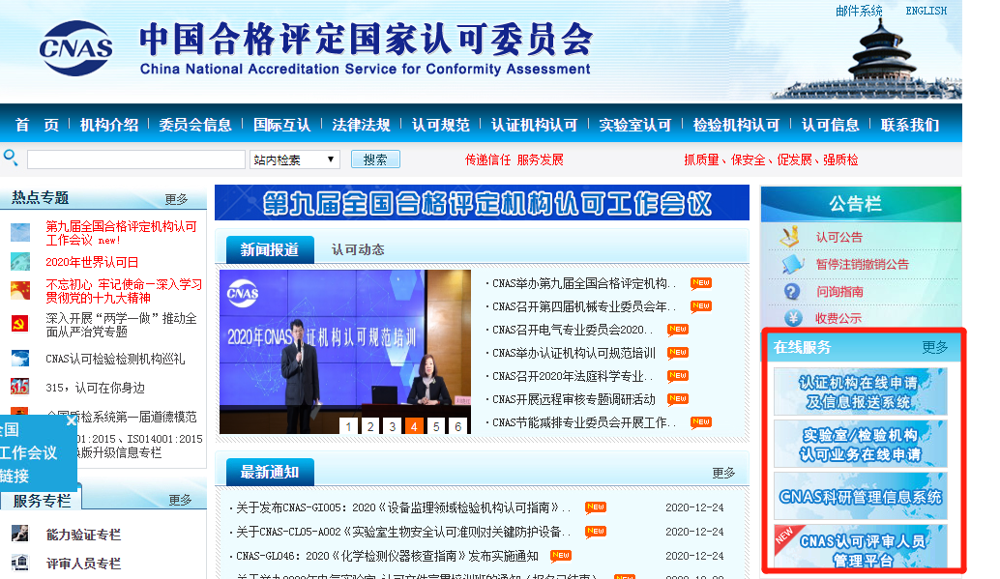 邮件系统 ENGLISH
CNAS 中国合格评定国家认可委员会
China National Accreditation Service for Conformity Assessment
首 页 机构介绍 委员会信息 国际互认 法律法规 认可规范 认证机构认可 实验室认可 检验机构认可 认可信息 联系我们
站内检索 搜索 传递信任 服务发展 抓质量、保安全、促发展、强质检
热点专题 更多
第九届全国合格评定机构认可
工作会议 new!
2020年世界认可日
不忘初心 牢记使命—深入学习
贯彻党的十九大精神
深入开展“两学一做”推动全
面从严治党专题
CNAS认可检验检测机构巡礼
315
315，认可在你身边
质检系统第一届道德模范
01:2015、ISO14001:2015
版升级信息专栏
全国
工作会议
链接
服务专栏 更多
能力验证专栏
评审人员专栏
第九届全国合格评定机构认可工作会议
新闻报道 认可动态
CNAS
2020年CNAS认证机构认可规范培训
1 2 3 4 5 6
·CNAS举办第九届全国合格评定机构.. NEW
·CNAS召开第四届机械专业委员会年.. NEW
·CNAS召开电气专业委员会2020.. NEW
·CNAS举办认证机构认可规范培训 NEW
·CNAS召开2020年法庭科学专业.. NEW
·CNAS开展远程审核专题调研活动 NEW
·CNAS节能减排专业委员会开展工作.. NEW
最新通知 更多
·关于发布CNAS-GI005：2020《设备监理领域检验机构认可指南》.. NEW 2020-12-24
·关于CNAS-CL05-A002《实验室生物安全认可准则对关键防护设备.. NEW 2020-12-24
·CNAS-GL046：2020《化学检测仪器核查指南》发布实施通知 NEW 2020-12-24
公告栏
认可公告
暂停注销撤销公告
问询指南
收费公示
在线服务 更多
认证机构在线申请
及信息报送系统
实验室/检验机构
认可业务在线申请
CNAS科研管理信息系统
NEW
CNAS认可评审人员
管理平台